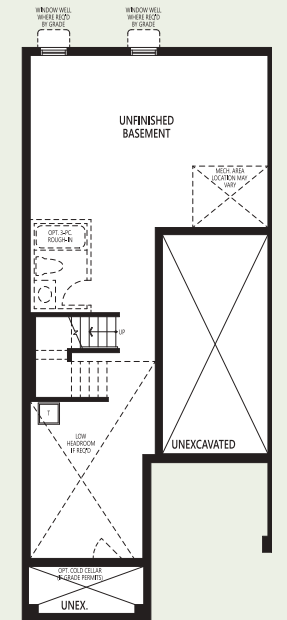 WINDOW WELL
WHERE REQ'D
BY GRADE
WINDOW WELL
WHERE REQ'D
BY GRADE
UNFINISHED
BASEMENT
MECH. AREA
LOCATION MAY
VARY
OPT. 3-PC.
ROUGH-IN
UP
T
LOW
HEADROOM
IF REQ'D
UNEXCAVATED
OPT. COLD CELLAR
(IF GRADE PERMITS)
UNEX.